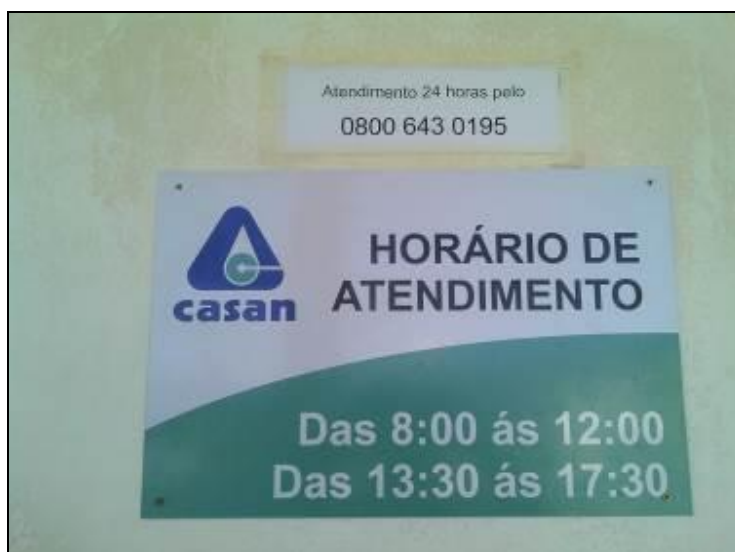 Atendimento 24 horas pelo
0800 643 0195
casan
HORÁRIO DE
ATENDIMENTO
Das 8:00 ás 12:00
Das 13:30 ás 17:30